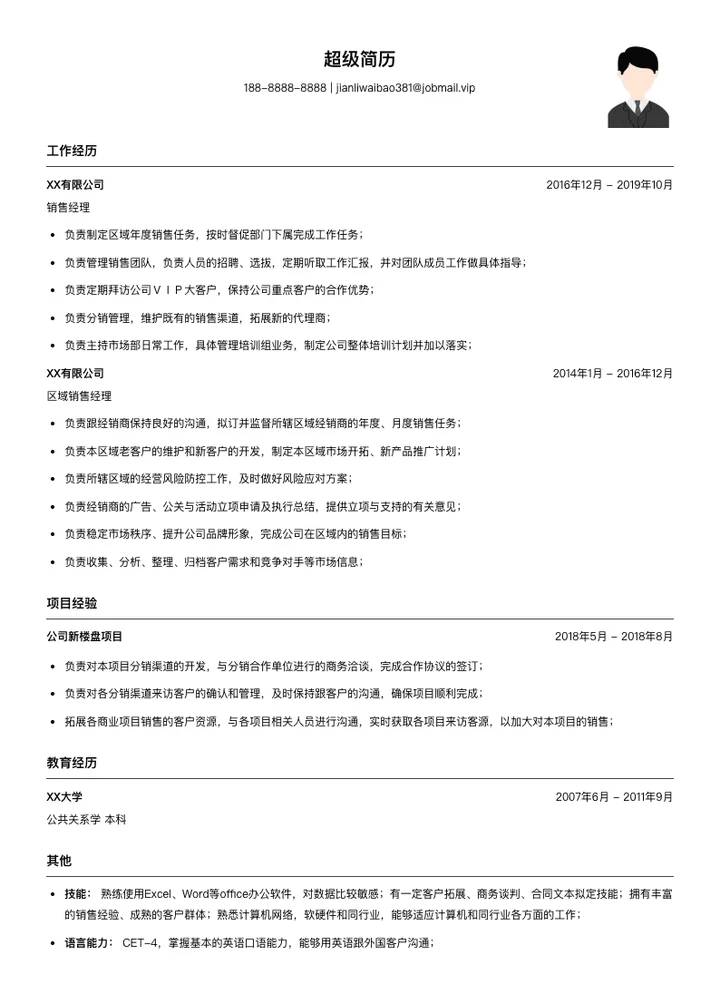 超级简历
188-8888-8888 | jianliwaibao381@jobmail.vip
工作经历
XX有限公司 2016年12月 – 2019年10月
销售经理
• 负责制定区域年度销售任务，按时督促部门下属完成工作任务；
• 负责管理销售团队，负责人员的招聘、选拔，定期听取工作汇报，并对团队成员工作做具体指导；
• 负责定期拜访公司ＶＩＰ大客户，保持公司重点客户的合作优势；
• 负责分销管理，维护既有的销售渠道，拓展新的代理商；
• 负责主持市场部日常工作，具体管理培训组业务，制定公司整体培训计划并加以落实；
XX有限公司 2014年1月 – 2016年12月
区域销售经理
• 负责跟经销商保持良好的沟通，拟订并监督所辖区域经销商的年度、月度销售任务；
• 负责本区域老客户的维护和新客户的开发，制定本区域市场开拓、新产品推广计划；
• 负责所辖区域的经营风险防控工作，及时做好风险应对方案；
• 负责经销商的广告、公关与活动立项申请及执行总结，提供立项与支持的有关意见；
• 负责稳定市场秩序、提升公司品牌形象，完成公司在区域内的销售目标；
• 负责收集、分析、整理、归档客户需求和竞争对手等市场信息；
项目经验
公司新楼盘项目 2018年5月 – 2018年8月
• 负责对本项目分销渠道的开发，与分销合作单位进行的商务洽谈，完成合作协议的签订；
• 负责对各分销渠道来访客户的确认和管理，及时保持跟客户的沟通，确保项目顺利完成；
• 拓展各商业项目销售的客户资源，与各项目相关人员进行沟通，实时获取各项目来访客源，以加大对本项目的销售；
教育经历
XX大学 2007年6月 – 2011年9月
公共关系学 本科
其他
• 技能： 熟练使用Excel、Word等office办公软件，对数据比较敏感；有一定客户拓展、商务谈判、合同文本拟定技能；拥有丰富
的销售经验、成熟的客户群体；熟悉计算机网络，软硬件和同行业，能够适应计算机和同行业各方面的工作；
• 语言能力： CET-4，掌握基本的英语口语能力，能够用英语跟外国客户沟通；